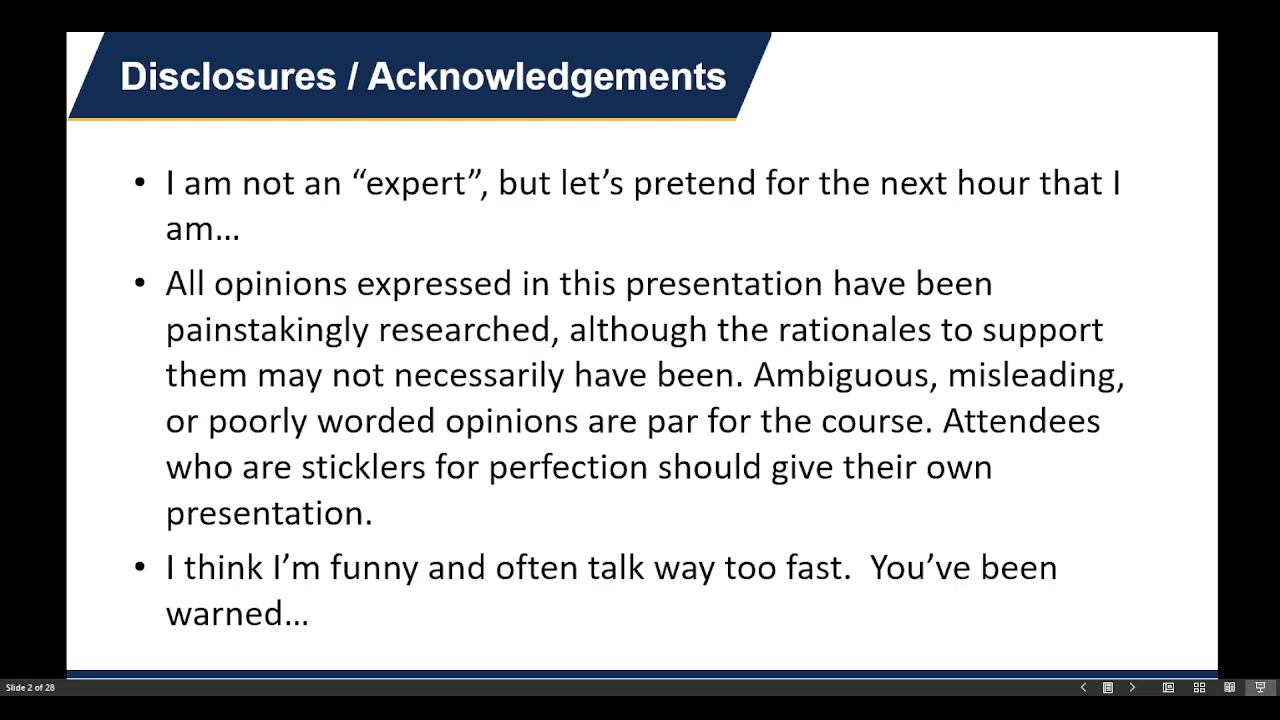 Disclosures / Acknowledgements
• I am not an “expert”, but let’s pretend for the next hour that I
am…
• All opinions expressed in this presentation have been
painstakingly researched, although the rationales to support
them may not necessarily have been. Ambiguous, misleading,
or poorly worded opinions are par for the course. Attendees
who are sticklers for perfection should give their own
presentation.
• I think I’m funny and often talk way too fast.  You’ve been
warned…
Slide 2 of 28